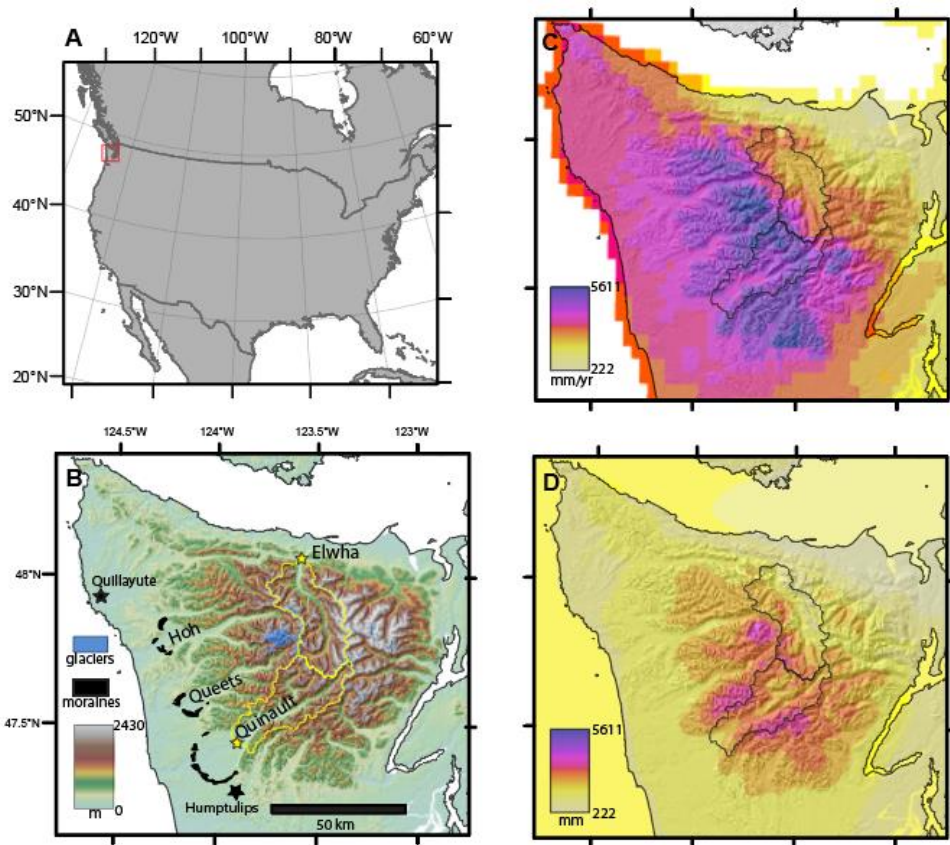 A
120°W 100°W 80°W 60°W
50°N
40°N
30°N
20°N
C
5611
222
mm/yr
124.5°W 124°W 123.5°W 123°W
B
48°N
47.5°N
Elwha
Quillayute
Hoh
glaciers
Queets
moraines
Quinault
2430
m 0
Humptulips
50 km
D
5611
222
mm